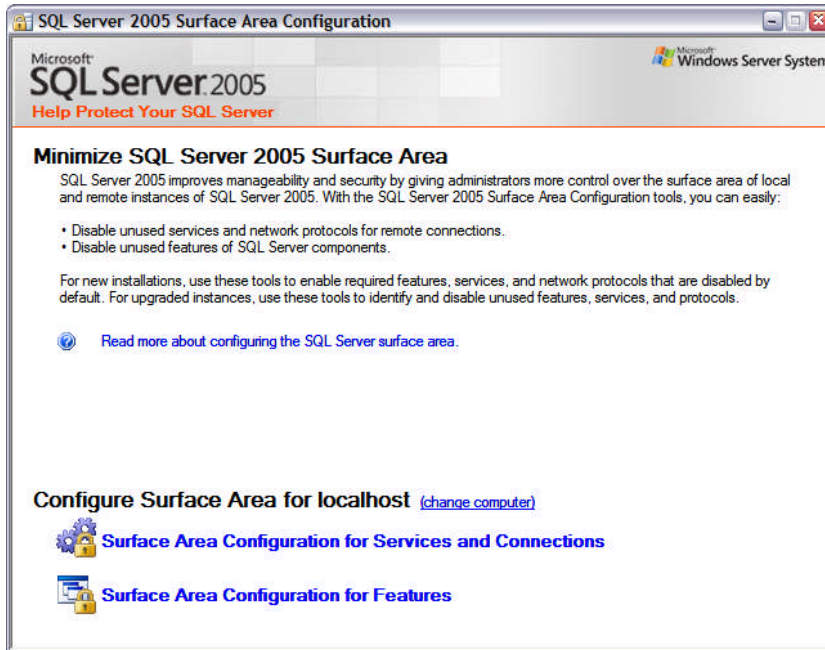 SQL Server 2005 Surface Area Configuration
Microsoft
SQL Server 2005
Help Protect Your SQL Server
Microsoft
Windows Server System
Minimize SQL Server 2005 Surface Area
SQL Server 2005 improves manageability and security by giving administrators more control over the surface area of local
and remote instances of SQL Server 2005. With the SQL Server 2005 Surface Area Configuration tools, you can easily:
• Disable unused services and network protocols for remote connections.
• Disable unused features of SQL Server components.
For new installations, use these tools to enable required features, services, and network protocols that are disabled by
default. For upgraded instances, use these tools to identify and disable unused features, services, and protocols.
Read more about configuring the SQL Server surface area.
Configure Surface Area for localhost (change computer)
Surface Area Configuration for Services and Connections
Surface Area Configuration for Features